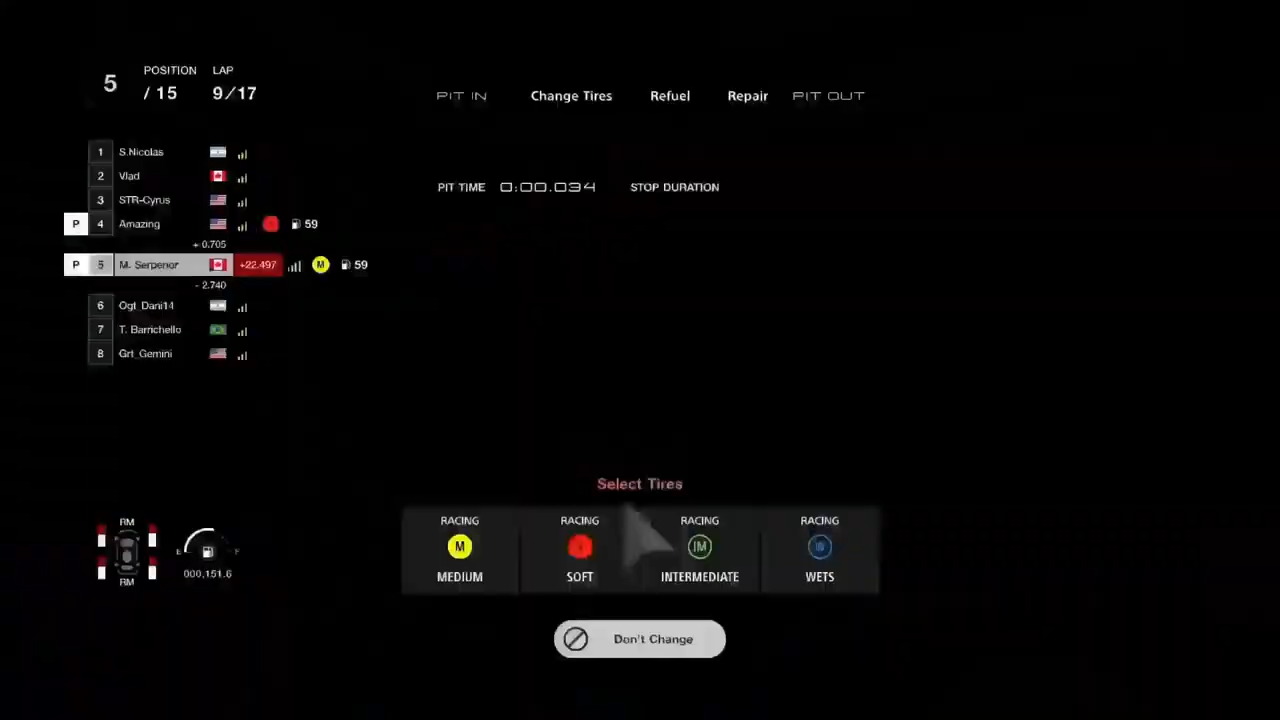 5 POSITION LAP
/ 15 9/17
PIT IN Change Tires Refuel Repair PIT OUT
PIT TIME 0:00.034 STOP DURATION
1 S.Nicolas
2 Vlad
3 STR-Cyrus
P 4 Amazing 59
+ 0.705
P 5 M. Serpenor +22.497 M 59
- 2.740
6 Ogt_Dani14
7 T. Barrichello
8 Grt_Gemini
Select Tires
RACING RACING RACING RACING
M IM
MEDIUM SOFT INTERMEDIATE WETS
RM
E F
000,151.6
RM
Don't Change